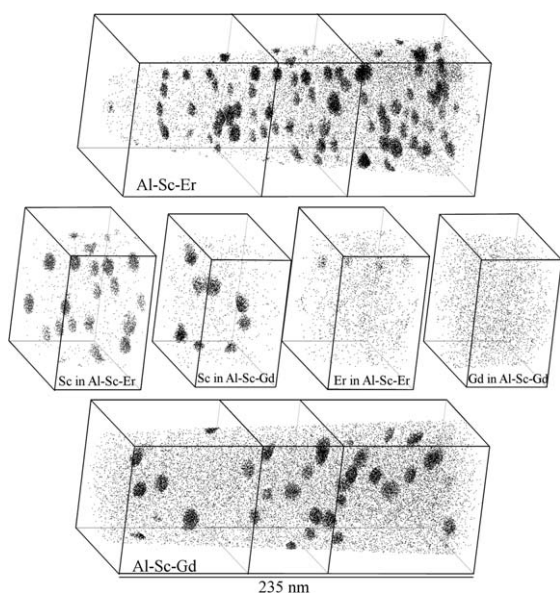 Al-Sc-Er
Sc in Al-Sc-Er
Sc in Al-Sc-Gd
Er in Al-Sc-Er
Gd in Al-Sc-Gd
Al-Sc-Gd
235 nm